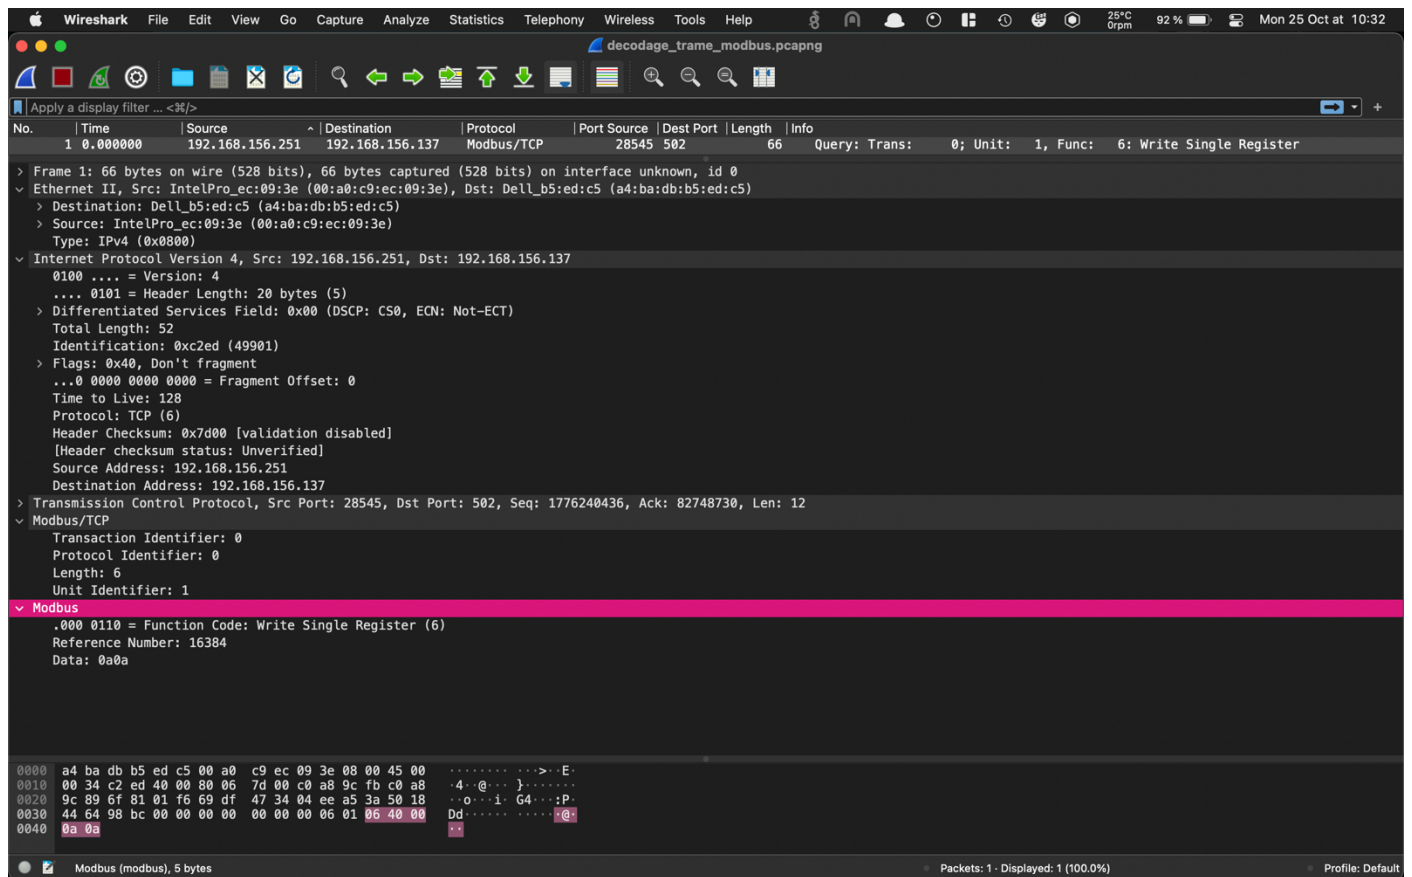 Wireshark File Edit View Go Capture Analyze Statistics Telephony Wireless Tools Help 25°C 0rpm 92 % Mon 25 Oct at 10:32
decodage_trame_modbus.pcapng
Apply a display filter ... <⌘/>
No. Time Source Destination Protocol Port Source Dest Port Length Info
1 0.000000 192.168.156.251 192.168.156.137 Modbus/TCP 28545 502 66 Query: Trans: 0; Unit: 1, Func: 6: Write Single Register
Frame 1: 66 bytes on wire (528 bits), 66 bytes captured (528 bits) on interface unknown, id 0
Ethernet II, Src: IntelPro_ec:09:3e (00:a0:c9:ec:09:3e), Dst: Dell_b5:ed:c5 (a4:ba:db:b5:ed:c5)
Destination: Dell_b5:ed:c5 (a4:ba:db:b5:ed:c5)
Source: IntelPro_ec:09:3e (00:a0:c9:ec:09:3e)
Type: IPv4 (0x0800)
Internet Protocol Version 4, Src: 192.168.156.251, Dst: 192.168.156.137
0100 .... = Version: 4
.... 0101 = Header Length: 20 bytes (5)
Differentiated Services Field: 0x00 (DSCP: CS0, ECN: Not-ECT)
Total Length: 52
Identification: 0xc2ed (49901)
Flags: 0x40, Don't fragment
...0 0000 0000 0000 = Fragment Offset: 0
Time to Live: 128
Protocol: TCP (6)
Header Checksum: 0x7d00 [validation disabled]
[Header checksum status: Unverified]
Source Address: 192.168.156.251
Destination Address: 192.168.156.137
Transmission Control Protocol, Src Port: 28545, Dst Port: 502, Seq: 1776240436, Ack: 82748730, Len: 12
Modbus/TCP
Transaction Identifier: 0
Protocol Identifier: 0
Length: 6
Unit Identifier: 1
Modbus
.000 0110 = Function Code: Write Single Register (6)
Reference Number: 16384
Data: 0a0a
0000 a4 ba db b5 ed c5 00 a0 c9 ec 09 3e 08 00 45 00 ········ ···>··E·
0010 00 34 c2 ed 40 00 80 06 7d 00 c0 a8 9c fb c0 a8 ·4··@··· }·······
0020 9c 89 6f 81 01 f6 69 df 47 34 04 ee a5 3a 50 18 ··o···i· G4···:P·
0030 44 64 98 bc 00 00 00 00 00 00 00 06 01 06 40 00 Dd······ ······@·
0040 0a 0a ··
Modbus (modbus), 5 bytes Packets: 1 · Displayed: 1 (100.0%) Profile: Default